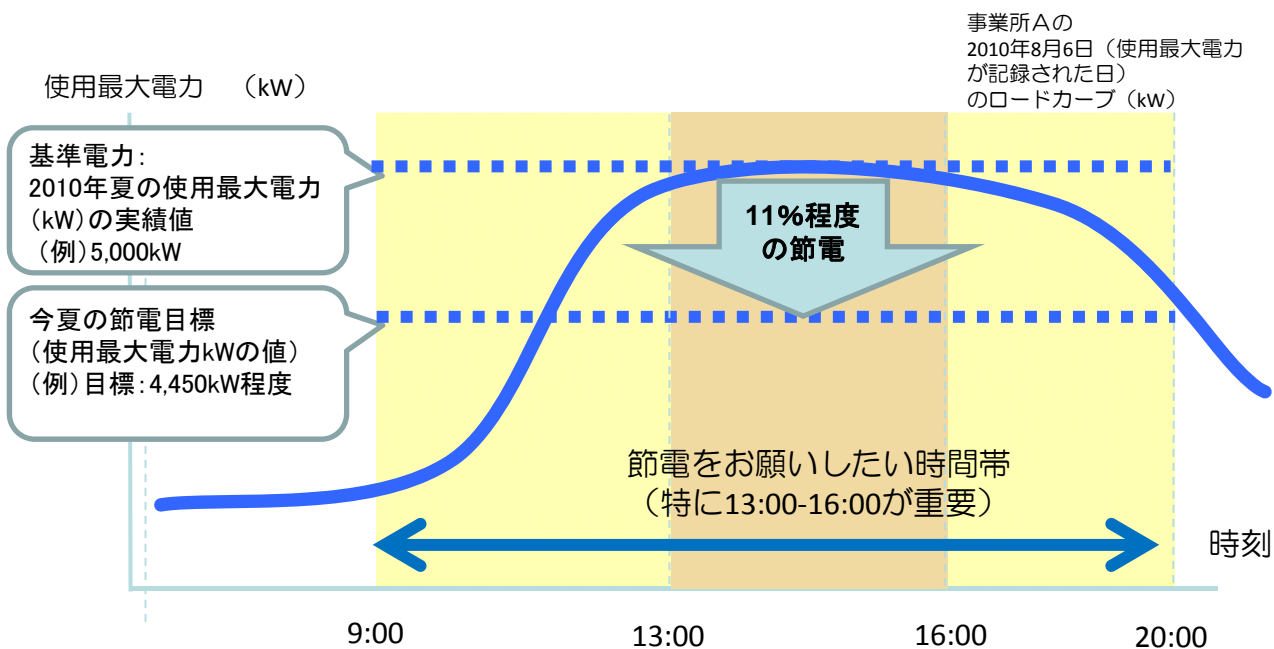 事業所Aの
2010年8月6日（使用最大電力
が記録された日）
のロードカーブ（kW）
使用最大電力　（kW）
基準電力：
2010年夏の使用最大電力
(kW)の実績値
（例）5,000kW
11%程度
の節電
今夏の節電目標
（使用最大電力kWの値）
（例）目標：4,450kW程度
節電をお願いしたい時間帯
（特に13:00-16:00が重要）
時刻
9:00
13:00
16:00
20:00